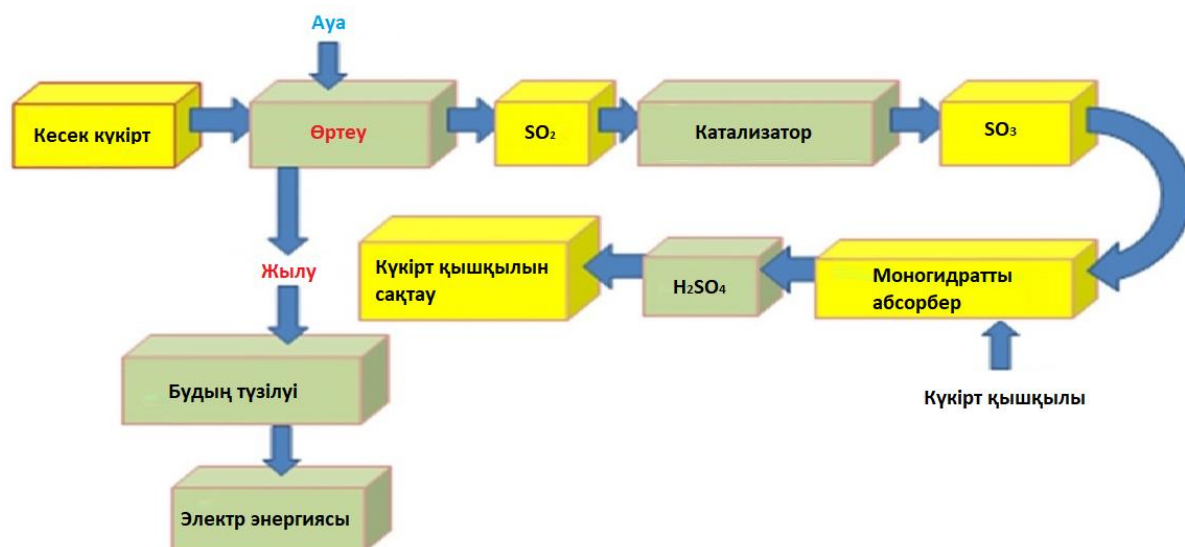 Ауа
Кесек күкірт
Өртеу
SO₂
Катализатор
SO₃
Жылу
Күкірт қышқылын
сақтау
H₂SO₄
Моногидратты
абсорбер
Күкірт қышқылы
Будың түзілуі
Электр энергиясы